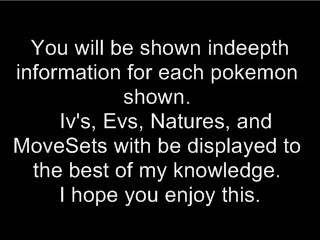 You will be shown indeepth
information for each pokemon
shown.
Iv's, Evs, Natures, and
MoveSets with be displayed to
the best of my knowledge.
I hope you enjoy this.